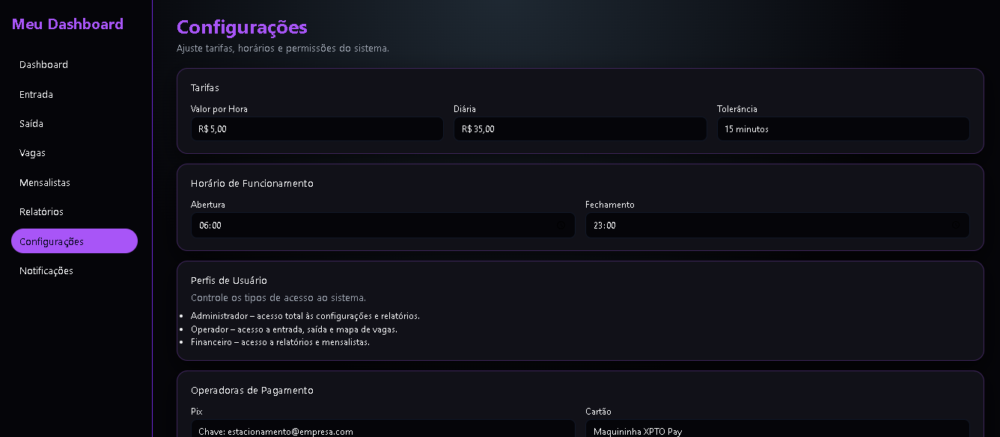 Meu Dashboard
Dashboard
Entrada
Saída
Vagas
Mensalistas
Relatórios
Configurações
Notificações
Configurações
Ajuste tarifas, horários e permissões do sistema.
Tarifas
Valor por Hora
Diária
Tolerância
R$ 5,00
R$ 35,00
15 minutos
Horário de Funcionamento
Abertura
Fechamento
06:00
23:00
Perfis de Usuário
Controle os tipos de acesso ao sistema.
• Administrador – acesso total às configurações e relatórios.
• Operador – acesso a entrada, saída e mapa de vagas.
• Financeiro – acesso a relatórios e mensalistas.
Operadoras de Pagamento
Pix
Cartão
Chave: estacionamento@empresa.com
Maquininha XPTO Pay